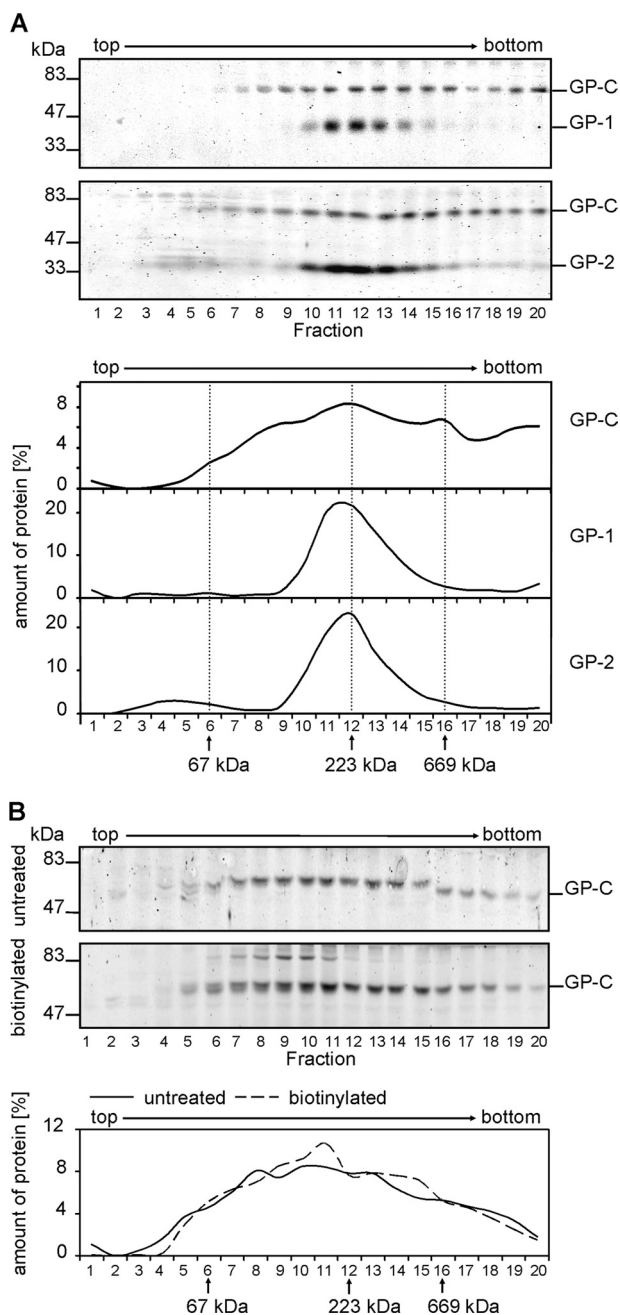 A
kDa
top
bottom
83
47
33
GP-C
GP-1
83
47
33
GP-C
GP-2
1 2 3 4 5 6 7 8 9 10 11 12 13 14 15 16 17 18 19 20
Fraction
top
bottom
amount of protein [%]
8
4
0
GP-C
20
10
0
GP-1
20
10
0
GP-2
1 2 3 4 5 6 7 8 9 10 11 12 13 14 15 16 17 18 19 20
67 kDa
223 kDa
669 kDa
B
kDa
top
bottom
untreated
83
47
GP-C
biotinylated
83
47
GP-C
1 2 3 4 5 6 7 8 9 10 11 12 13 14 15 16 17 18 19 20
Fraction
untreated
biotinylated
top
bottom
amount of protein [%]
12
8
4
0
1 2 3 4 5 6 7 8 9 10 11 12 13 14 15 16 17 18 19 20
67 kDa
223 kDa
669 kDa